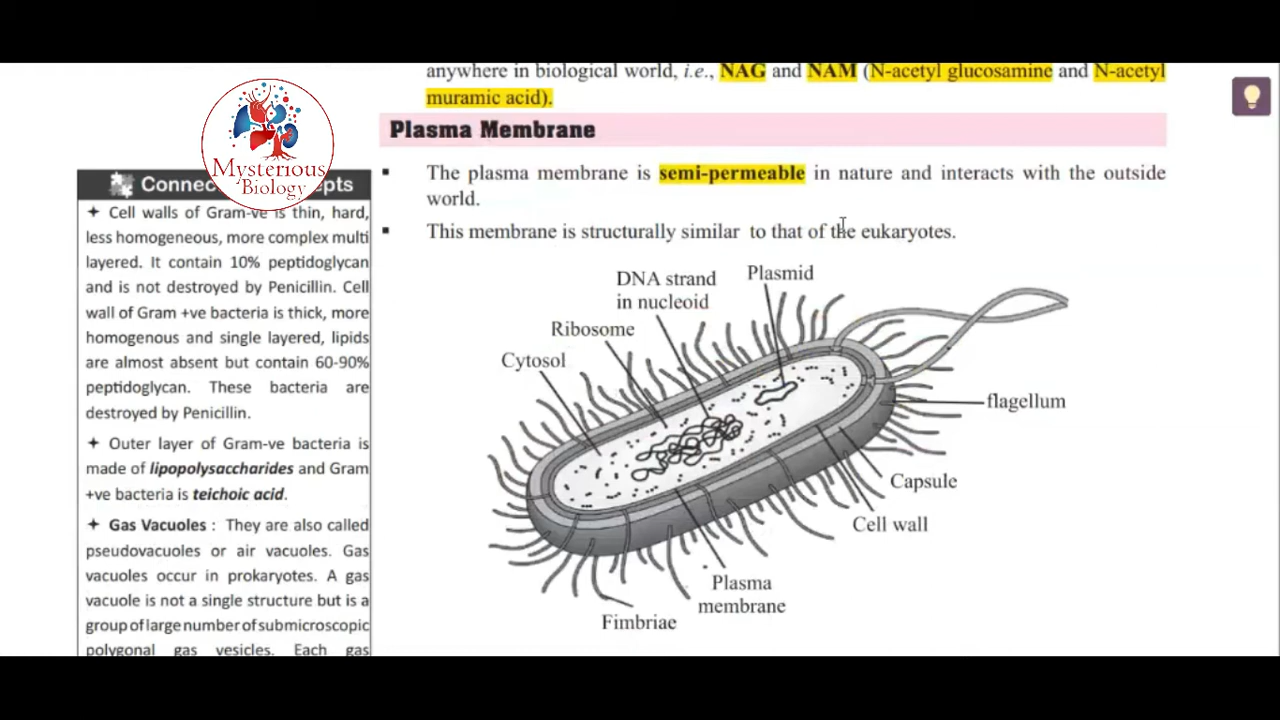 anywhere in biological world, i.e., NAG and NAM (N-acetyl glucosamine and N-acetyl
muramic acid).
Plasma Membrane
▪ The plasma membrane is semi-permeable in nature and interacts with the outside
world.
▪ This membrane is structurally similar to that of the eukaryotes.
DNA strand
in nucleoid
Plasmid
Ribosome
Cytosol
flagellum
Capsule
Cell wall
Plasma
membrane
Fimbriae
Mysterious
Biology
Connec pts
✦ Cell walls of Gram-ve is thin, hard,
less homogeneous, more complex multi
layered. It contain 10% peptidoglycan
and is not destroyed by Penicillin. Cell
wall of Gram +ve bacteria is thick, more
homogenous and single layered, lipids
are almost absent but contain 60-90%
peptidoglycan. These bacteria are
destroyed by Penicillin.
✦ Outer layer of Gram-ve bacteria is
made of lipopolysaccharides and Gram
+ve bacteria is teichoic acid.
✦ Gas Vacuoles : They are also called
pseudovacuoles or air vacuoles. Gas
vacuoles occur in prokaryotes. A gas
vacuole is not a single structure but is a
group of large number of submicroscopic
polygonal gas vesicles. Each gas